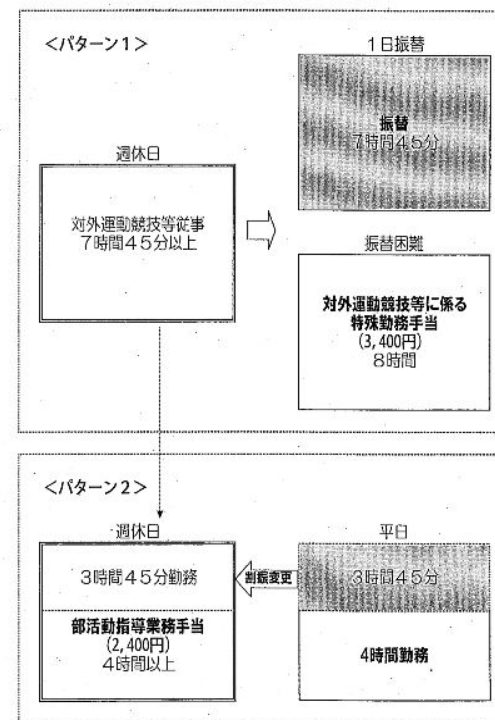 <パターン1>
1日振替
振替
7時間45分
週休日
対外運動競技等従事
7時間45分以上
振替困難
対外運動競技等に係る
特殊勤務手当
(3,400円)
8時間
<パターン2>
週休日
平日
3時間45分勤務
割振変更
3時間45分
部活動指導業務手当
(2,400円)
4時間以上
4時間勤務